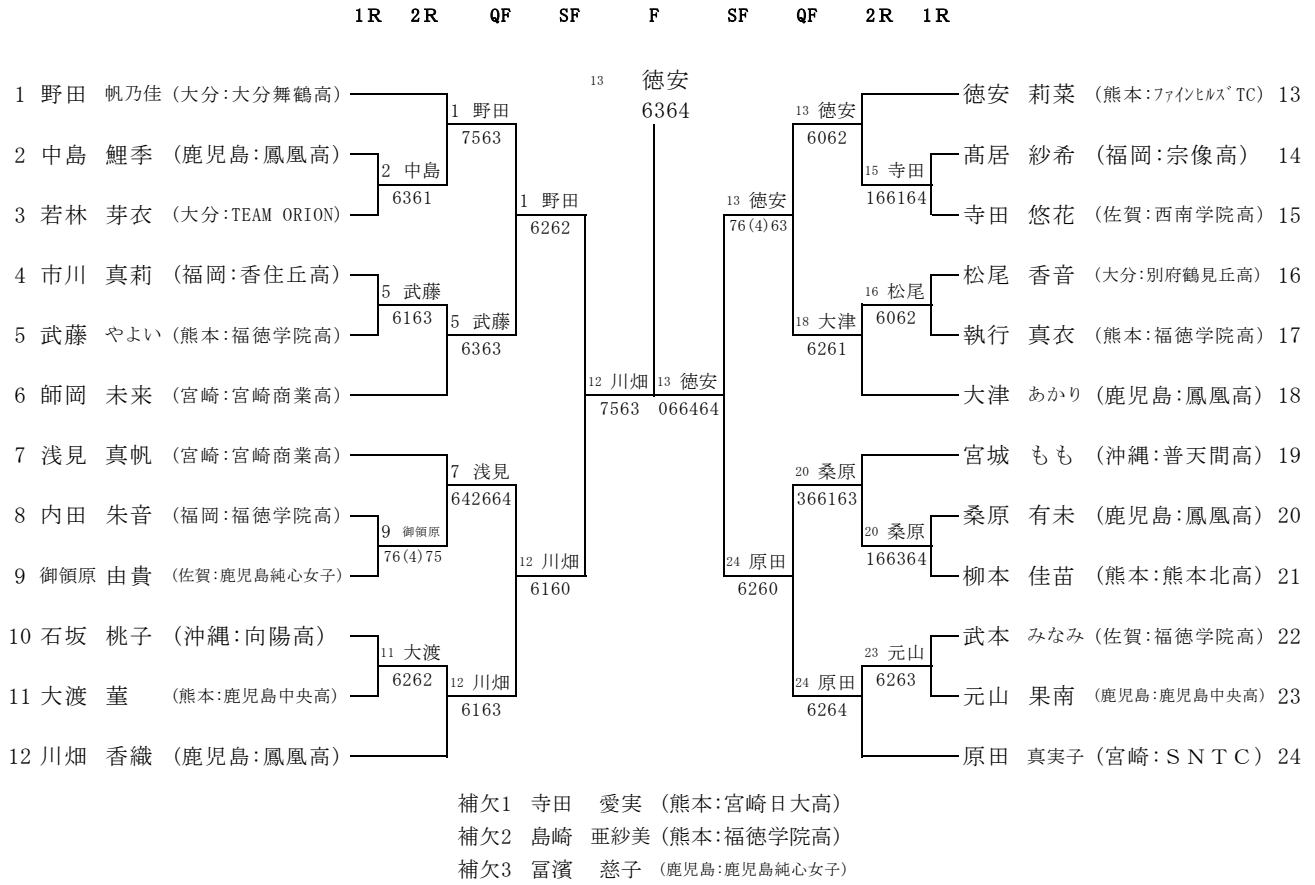 1R 2R QF SF F SF QF 2R 1R
13 徳安
6364
1 野田 帆乃佳 (大分:大分舞鶴高)
2 中島 鯉季 (鹿児島:鳳凰高)
3 若林 芽衣 (大分:TEAM ORION)
4 市川 真莉 (福岡:香住丘高)
5 武藤 やよい (熊本:福徳学院高)
6 師岡 未来 (宮崎:宮崎商業高)
7 浅見 真帆 (宮崎:宮崎商業高)
8 内田 朱音 (福岡:福徳学院高)
9 御領原 由貴 (佐賀:鹿児島純心女子)
10 石坂 桃子 (沖縄:向陽高)
11 大渡 菫 (熊本:鹿児島中央高)
12 川畑 香織 (鹿児島:鳳凰高)
2 中島
6361
5 武藤
6163
9 御領原
76(4)75
11 大渡
6262
1 野田
7563
5 武藤
6363
7 浅見
642664
12 川畑
6163
1 野田
6262
12 川畑
6160
12 川畑
7563
13 徳安
066464
13 徳安
76(4)63
24 原田
6260
13 徳安
6062
18 大津
6261
20 桑原
366163
24 原田
6264
15 寺田
166164
16 松尾
6062
20 桑原
166364
23 元山
6263
徳安 莉菜 (熊本:ファインヒルズTC) 13
髙居 紗希 (福岡:宗像高) 14
寺田 悠花 (佐賀:西南学院高) 15
松尾 香音 (大分:別府鶴見丘高) 16
執行 真衣 (熊本:福徳学院高) 17
大津 あかり (鹿児島:鳳凰高) 18
宮城 もも (沖縄:普天間高) 19
桑原 有未 (鹿児島:鳳凰高) 20
柳本 佳苗 (熊本:熊本北高) 21
武本 みなみ (佐賀:福徳学院高) 22
元山 果南 (鹿児島:鹿児島中央高) 23
原田 真実子 (宮崎:ＳＮＴＣ) 24
補欠1 寺田 愛実 (熊本:宮崎日大高)
補欠2 島崎 亜紗美 (熊本:福徳学院高)
補欠3 冨濱 慈子 (鹿児島:鹿児島純心女子)